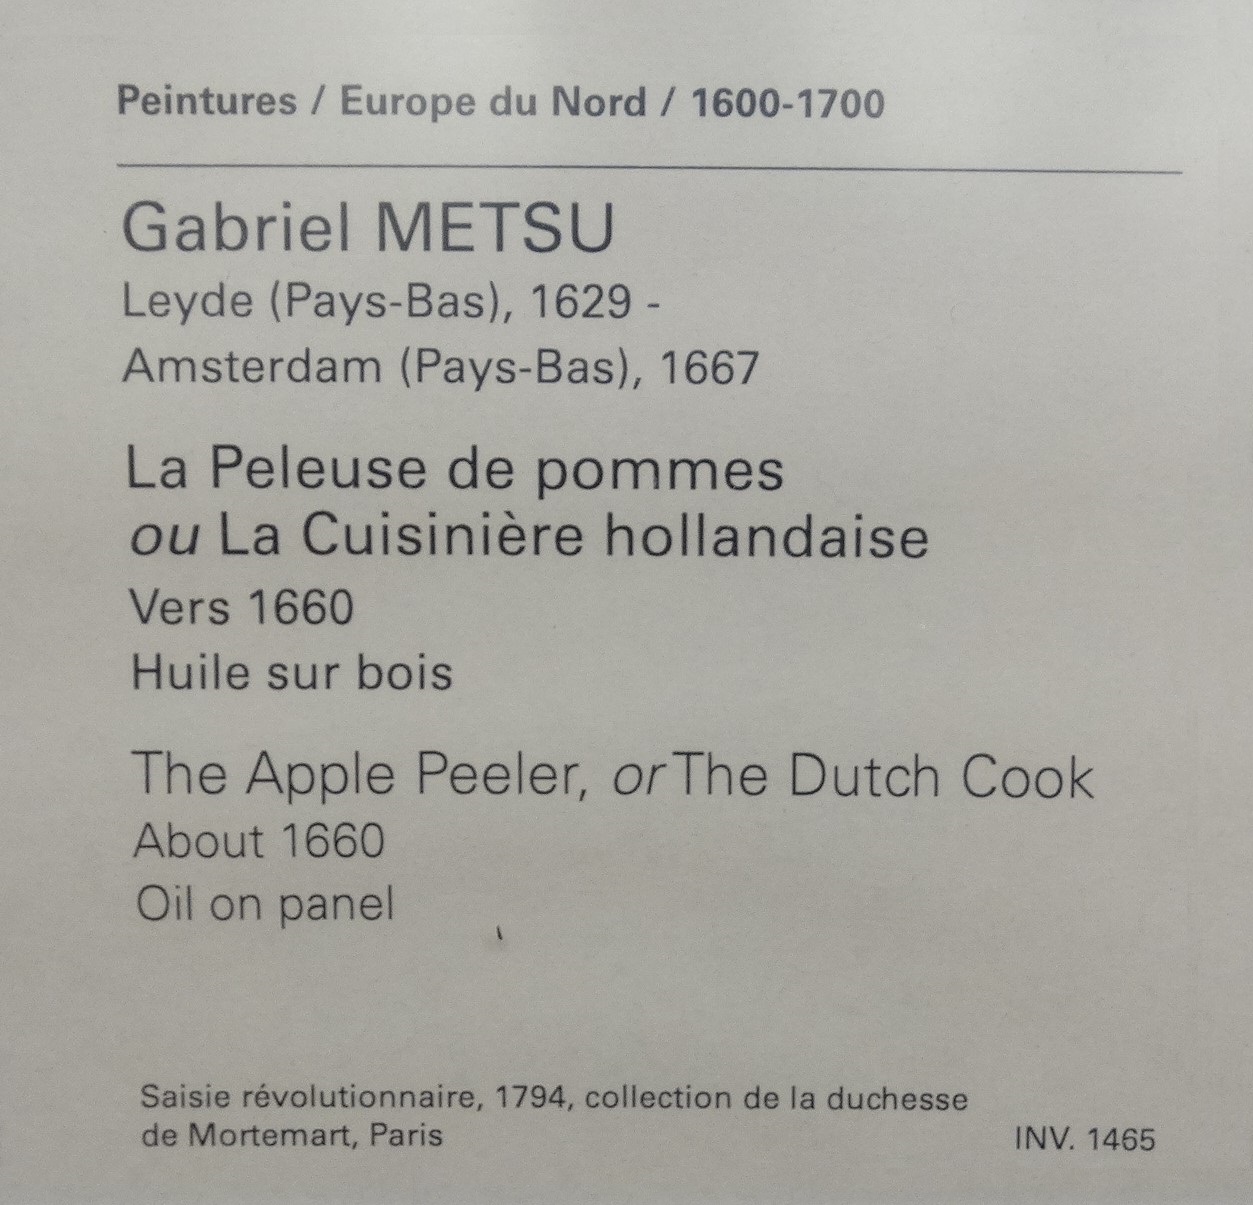 Peintures / Europe du Nord / 1600-1700
Gabriel METSU
Leyde (Pays-Bas), 1629 -
Amsterdam (Pays-Bas), 1667
La Peleuse de pommes
ou La Cuisinière hollandaise
Vers 1660
Huile sur bois
The Apple Peeler, or The Dutch Cook
About 1660
Oil on panel
Saisie révolutionnaire, 1794, collection de la duchesse
de Mortemart, Paris
INV. 1465